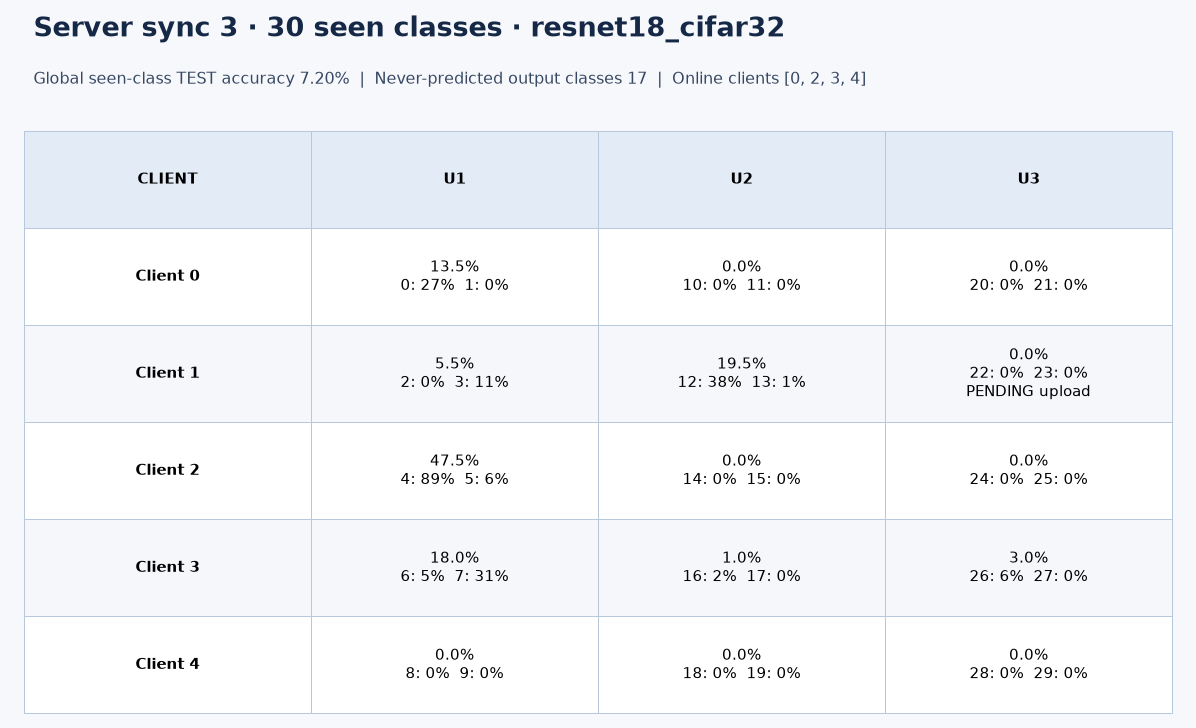 Server sync 3 · 30 seen classes · resnet18_cifar32
Global seen-class TEST accuracy 7.20% | Never-predicted output classes 17 | Online clients [0, 2, 3, 4]
CLIENT U1 U2 U3
Client 0
13.5%
0: 27% 1: 0%
0.0%
10: 0% 11: 0%
0.0%
20: 0% 21: 0%
Client 1
5.5%
2: 0% 3: 11%
19.5%
12: 38% 13: 1%
0.0%
22: 0% 23: 0%
PENDING upload
Client 2
47.5%
4: 89% 5: 6%
0.0%
14: 0% 15: 0%
0.0%
24: 0% 25: 0%
Client 3
18.0%
6: 5% 7: 31%
1.0%
16: 2% 17: 0%
3.0%
26: 6% 27: 0%
Client 4
0.0%
8: 0% 9: 0%
0.0%
18: 0% 19: 0%
0.0%
28: 0% 29: 0%